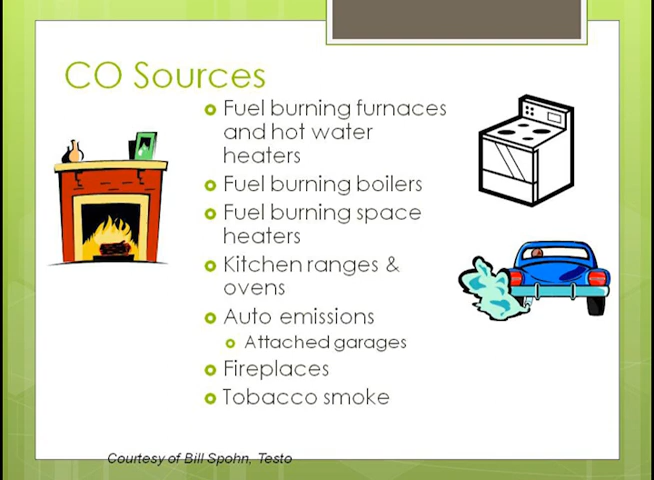 CO Sources
Fuel burning furnaces
and hot water
heaters
Fuel burning boilers
Fuel burning space
heaters
Kitchen ranges &
ovens
Auto emissions
Attached garages
Fireplaces
Tobacco smoke
Courtesy of Bill Spohn, Testo